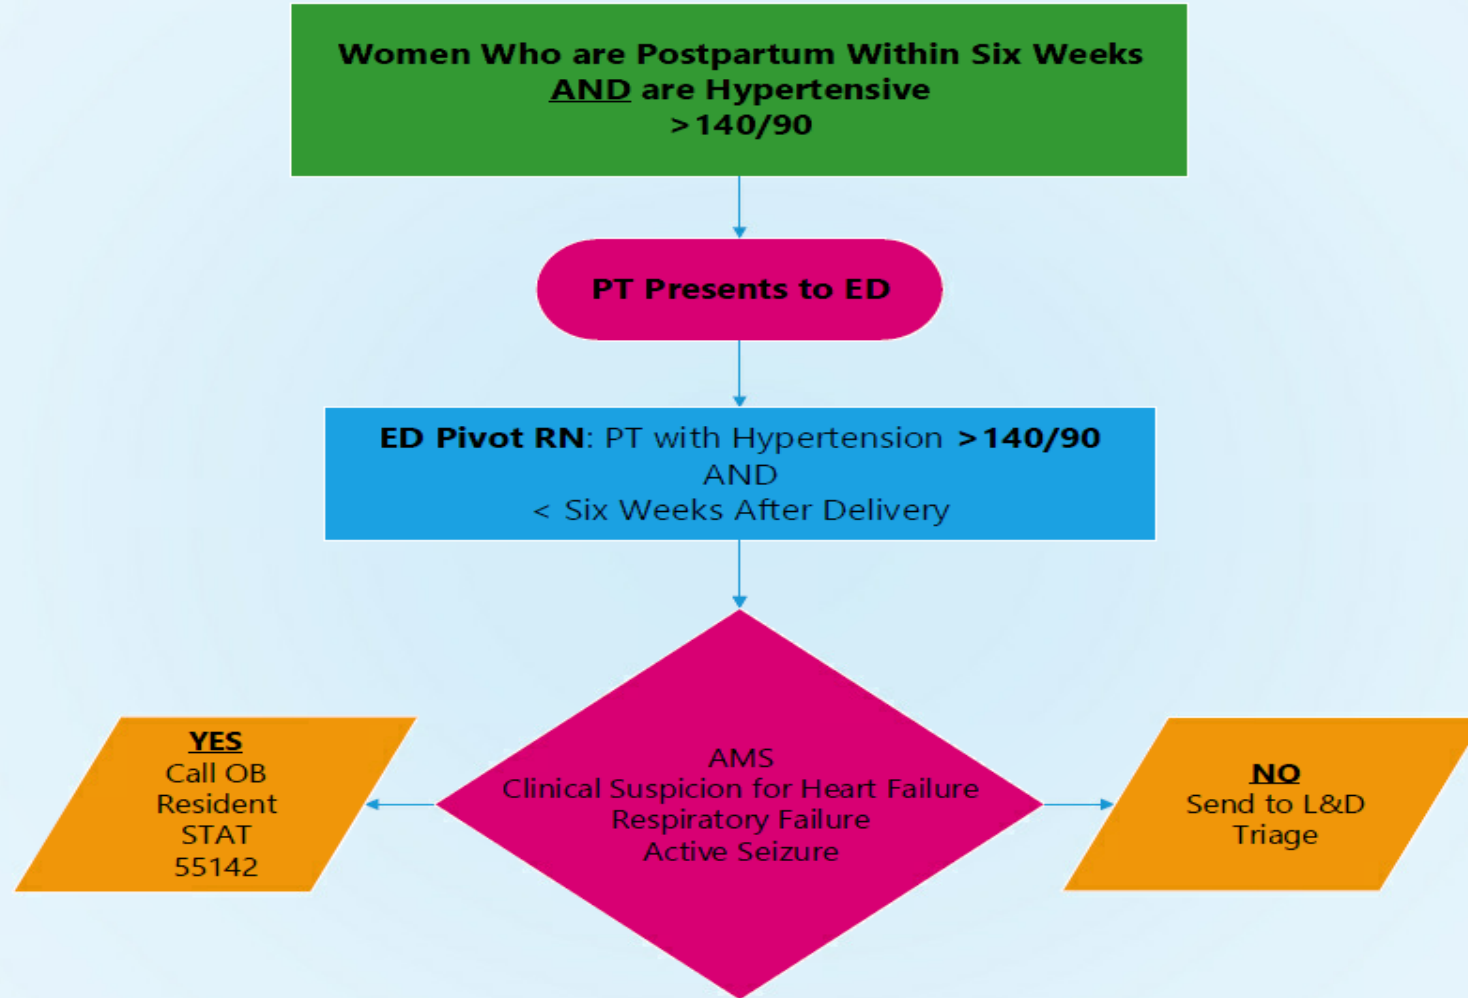 Women Who are Postpartum Within Six Weeks
AND are Hypertensive
>140/90
PT Presents to ED
ED Pivot RN: PT with Hypertension >140/90
AND
< Six Weeks After Delivery
AMS
Clinical Suspicion for Heart Failure
Respiratory Failure
Active Seizure
YES
Call OB
Resident
STAT
55142
NO
Send to L&D
Triage